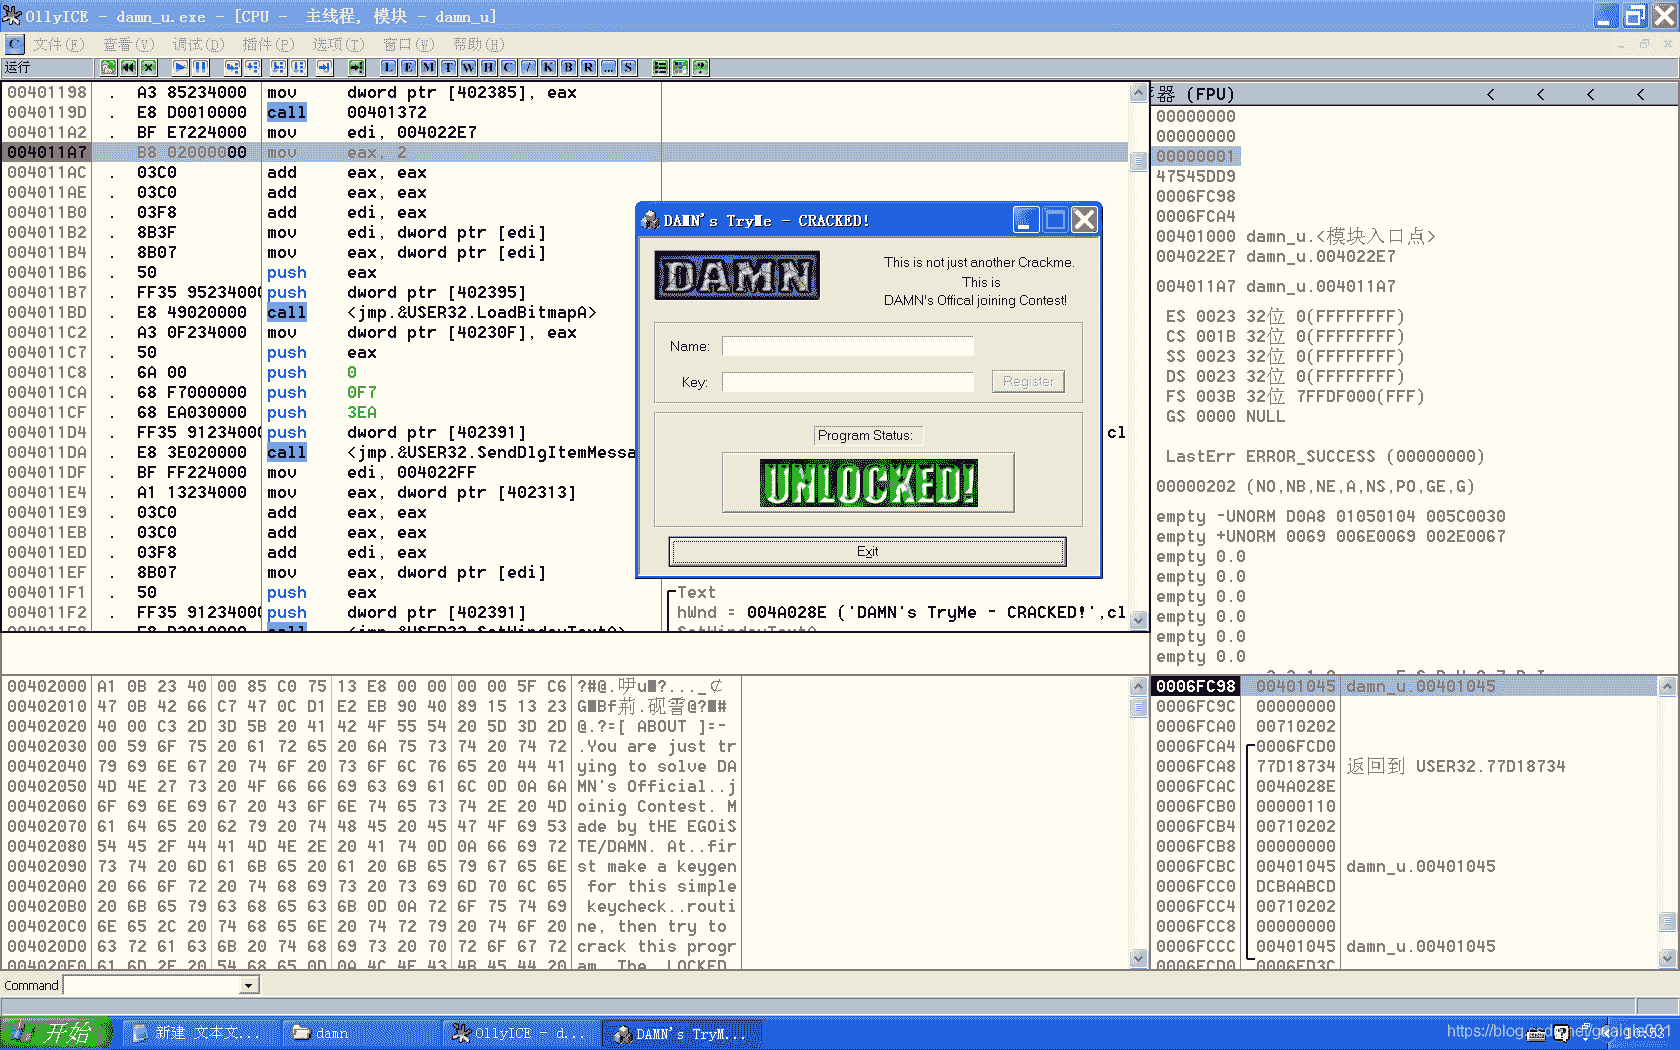 OllyICE - damn_u.exe - [CPU - 主线程, 模块 - damn_u]
C 文件(F) 查看(V) 调试(D) 插件(P) 选项(T) 窗口(W) 帮助(H)
运行 L E M T W H C / K B R ... S
00401198 . A3 85234000 mov dword ptr [402385], eax
0040119D . E8 D0010000 call 00401372
004011A2 . BF E7224000 mov edi, 004022E7
004011A7 B8 02000000 mov eax, 2
004011AC . 03C0 add eax, eax
004011AE . 03C0 add eax, eax
004011B0 . 03F8 add edi, eax
004011B2 . 8B3F mov edi, dword ptr [edi]
004011B4 . 8B07 mov eax, dword ptr [edi]
004011B6 . 50 push eax
004011B7 . FF35 95234000 push dword ptr [402395]
004011BD . E8 49020000 call <jmp.&USER32.LoadBitmapA>
004011C2 . A3 0F234000 mov dword ptr [40230F], eax
004011C7 . 50 push eax
004011C8 . 6A 00 push 0
004011CA . 68 F7000000 push 0F7
004011CF . 68 EA030000 push 3EA
004011D4 . FF35 91234000 push dword ptr [402391] cl
004011DA . E8 3E020000 call <jmp.&USER32.SendDlgItemMessa
004011DF . BF FF224000 mov edi, 004022FF
004011E4 . A1 13234000 mov eax, dword ptr [402313]
004011E9 . 03C0 add eax, eax
004011EB . 03C0 add eax, eax
004011ED . 03F8 add edi, eax
004011EF . 8B07 mov eax, dword ptr [edi]
004011F1 . 50 push eax Text
004011F2 . FF35 91234000 push dword ptr [402391] hWnd = 004A028E ('DAMN's TryMe - CRACKED!',cl
DAMN's TryMe - CRACKED!
DAMN
This is not just another Crackme.
This is
DAMN's Offical joining Contest!
Name:
Key: Register
Program Status:
UNLOCKED!
Exit
器 (FPU) < < < <
00000000
00000000
00000001
47545DD9
0006FC98
0006FCA4
00401000 damn_u.<模块入口点>
004022E7 damn_u.004022E7
004011A7 damn_u.004011A7
ES 0023 32位 0(FFFFFFFF)
CS 001B 32位 0(FFFFFFFF)
SS 0023 32位 0(FFFFFFFF)
DS 0023 32位 0(FFFFFFFF)
FS 003B 32位 7FFDF000(FFF)
GS 0000 NULL
LastErr ERROR_SUCCESS (00000000)
00000202 (NO,NB,NE,A,NS,PO,GE,G)
empty -UNORM D0A8 01050104 005C0030
empty +UNORM 0069 006E0069 002E0067
empty 0.0
empty 0.0
empty 0.0
empty 0.0
empty 0.0
empty 0.0
00402000 A1 0B 23 40 00 85 C0 75 13 E8 00 00 00 00 5F C6
00402010 47 0B 42 66 C7 47 0C D1 E2 EB 90 40 89 15 13 23
00402020 40 00 C3 2D 3D 5B 20 41 42 4F 55 54 20 5D 3D 2D @.?=[ ABOUT ]=-
00402030 00 59 6F 75 20 61 72 65 20 6A 75 73 74 20 74 72 .You are just tr
00402040 79 69 6E 67 20 74 6F 20 73 6F 6C 76 65 20 44 41 ying to solve DA
00402050 4D 4E 27 73 20 4F 66 66 69 63 69 61 6C 0D 0A 6A MN's Official..j
00402060 6F 69 6E 69 67 20 43 6F 6E 74 65 73 74 2E 20 4D oinig Contest. M
00402070 61 64 65 20 62 79 20 74 48 45 20 45 47 4F 69 53 ade by tHE EGOiS
00402080 54 45 2F 44 41 4D 4E 2E 20 41 74 0D 0A 66 69 72 TE/DAMN. At..fir
00402090 73 74 20 6D 61 6B 65 20 61 20 6B 65 79 67 65 6E st make a keygen
004020A0 20 66 6F 72 20 74 68 69 73 20 73 69 6D 70 6C 65 for this simple
004020B0 20 6B 65 79 63 68 65 63 6B 0D 0A 72 6F 75 74 69 keycheck..routi
004020C0 6E 65 2C 20 74 68 65 6E 20 74 72 79 20 74 6F 20 ne, then try to
004020D0 63 72 61 63 6B 20 74 68 69 73 20 70 72 6F 67 72 crack this progr
004020E0 61 6D 2E 20 54 68 65 0D 0A 4C 4F 43 4B 45 44 20 am. The..LOCKED
0006FC98 00401045 damn_u.00401045
0006FC9C 00000000
0006FCA0 00710202
0006FCA4 0006FCD0
0006FCA8 77D18734 返回到 USER32.77D18734
0006FCAC 004A028E
0006FCB0 00000110
0006FCB4 00710202
0006FCB8 00000000
0006FCBC 00401045 damn_u.00401045
0006FCC0 DCBAABCD
0006FCC4 00710202
0006FCC8 00000000
0006FCCC 00401045 damn_u.00401045
0006FCD0 0006FD3C
Command
开始 新建 文本文... damn OllyICE - d... DAMN's TryM...